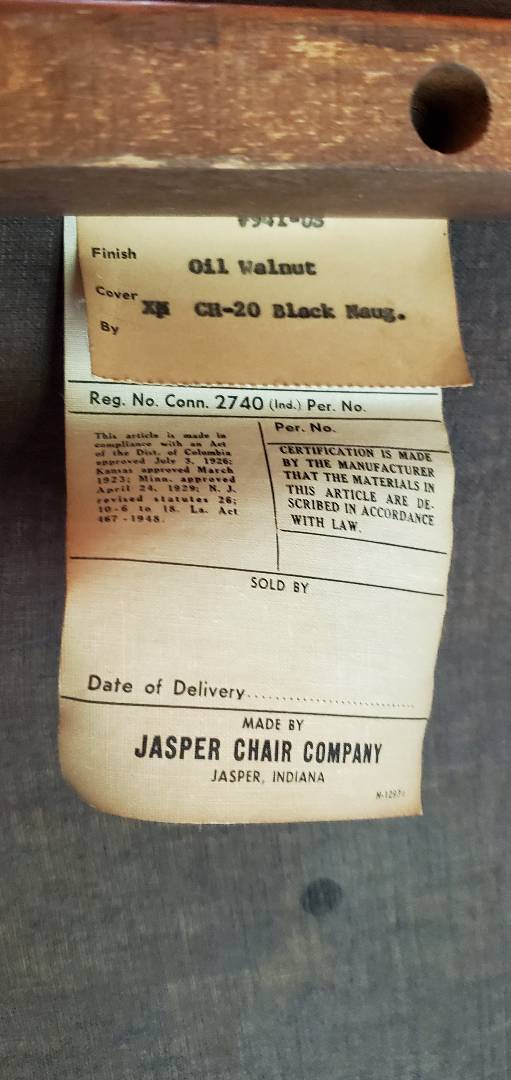 #941-03
Finish Oil Walnut
Cover CH-20 Black Naug.
By
Reg. No. Conn. 2740 (Ind.) Per. No.
This article is made in
compliance with an Act
of the Dist. of Columbia
approved July 3, 1926;
Kansas approved March
1923; Minn. approved
April 24, 1929; N. J.
revised statutes 26;
10-6 to 18. La. Act
467-1948.
Per. No.
CERTIFICATION IS MADE
BY THE MANUFACTURER
THAT THE MATERIALS IN
THIS ARTICLE ARE DE-
SCRIBED IN ACCORDANCE
WITH LAW.
SOLD BY
Date of Delivery
MADE BY
JASPER CHAIR COMPANY
JASPER, INDIANA